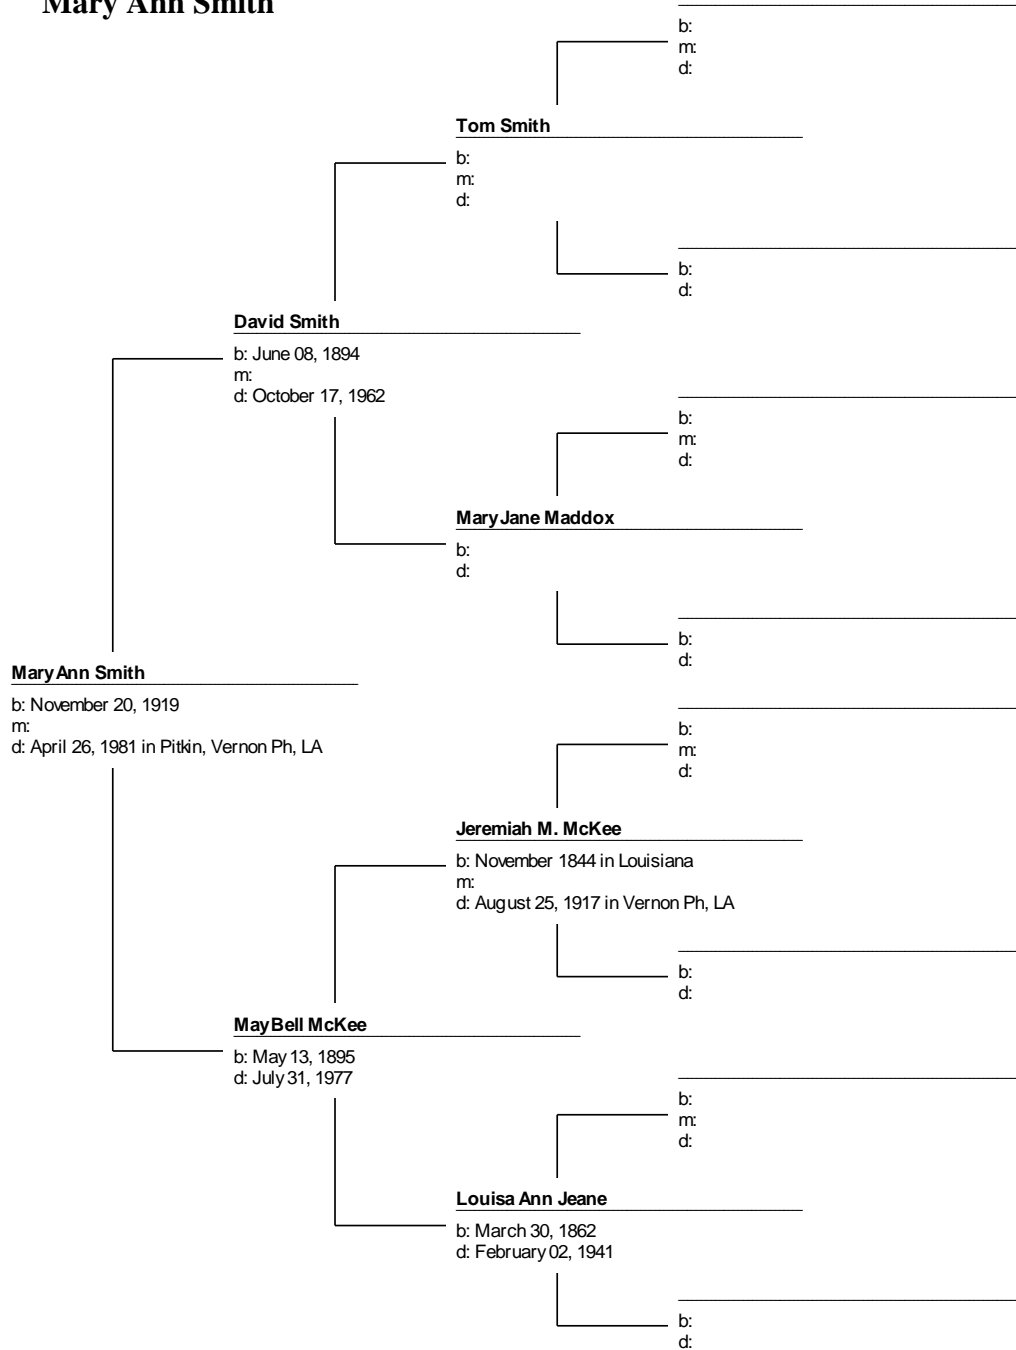 Mary Ann Smith
b:
m:
d:
Tom Smith
b:
m:
d:
b:
d:
David Smith
b: June 08, 1894
m:
d: October 17, 1962
b:
m:
d:
Mary Jane Maddox
b:
d:
b:
d:
Mary Ann Smith
b: November 20, 1919
m:
d: April 26, 1981 in Pitkin, Vernon Ph, LA
b:
m:
d:
Jeremiah M. McKee
b: November 1844 in Louisiana
m:
d: August 25, 1917 in Vernon Ph, LA
b:
d:
May Bell McKee
b: May 13, 1895
d: July 31, 1977
b:
m:
d:
Louisa Ann Jeane
b: March 30, 1862
d: February 02, 1941
b:
d: